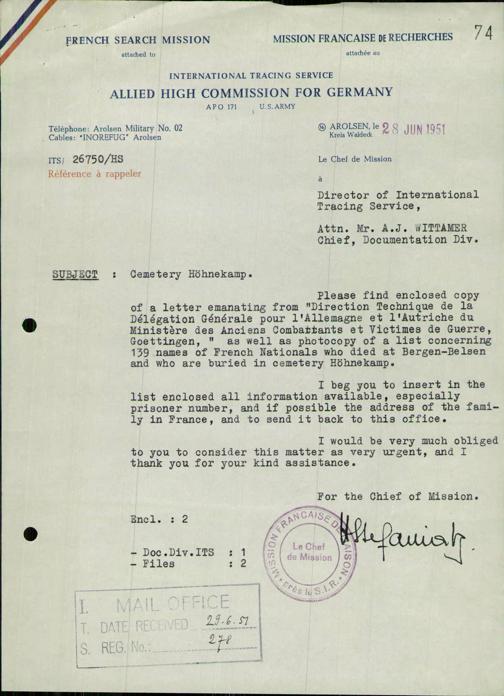 74
FRENCH SEARCH MISSION
attached to
MISSION FRANCAISE DE RECHERCHES
attachée au
INTERNATIONAL TRACING SERVICE
ALLIED HIGH COMMISSION FOR GERMANY
APO 171 U.S.ARMY
Téléphone: Arolsen Military No. 02
Cables: "INOREFUG" Arolsen
AROLSEN, le 28 JUN 1951
Kreis Waldeck
ITS/ 26750/HS
Référence à rappeler
Le Chef de Mission
à
Director of International
Tracing Service,
Attn. Mr. A.J. WITTAMER
Chief, Documentation Div.
SUBJECT : Cemetery Höhnekamp.
Please find enclosed copy
of a letter emanating from "Direction Technique de la
Délégation Générale pour l'Allemagne et l'Autriche du
Ministère des Anciens Combattants et Victimes de Guerre,
Goettingen, " as well as photocopy of a list concerning
139 names of French Nationals who died at Bergen-Belsen
and who are buried in cemetery Höhnekamp.
I beg you to insert in the
list enclosed all information available, especially
prisoner number, and if possible the address of the fami-
ly in France, and to send it back to this office.
I would be very much obliged
to you to consider this matter as very urgent, and I
thank you for your kind assistance.
For the Chief of Mission.
Encl. : 2
- Doc.Div.ITS : 1
- Files : 2
MISSION FRANCAISE DE LIAISON
Le Chef
de Mission
près le S.I.R.
I. MAIL OFFICE
T. DATE RECEIVED 29.6.51
S. REG. No.: 278